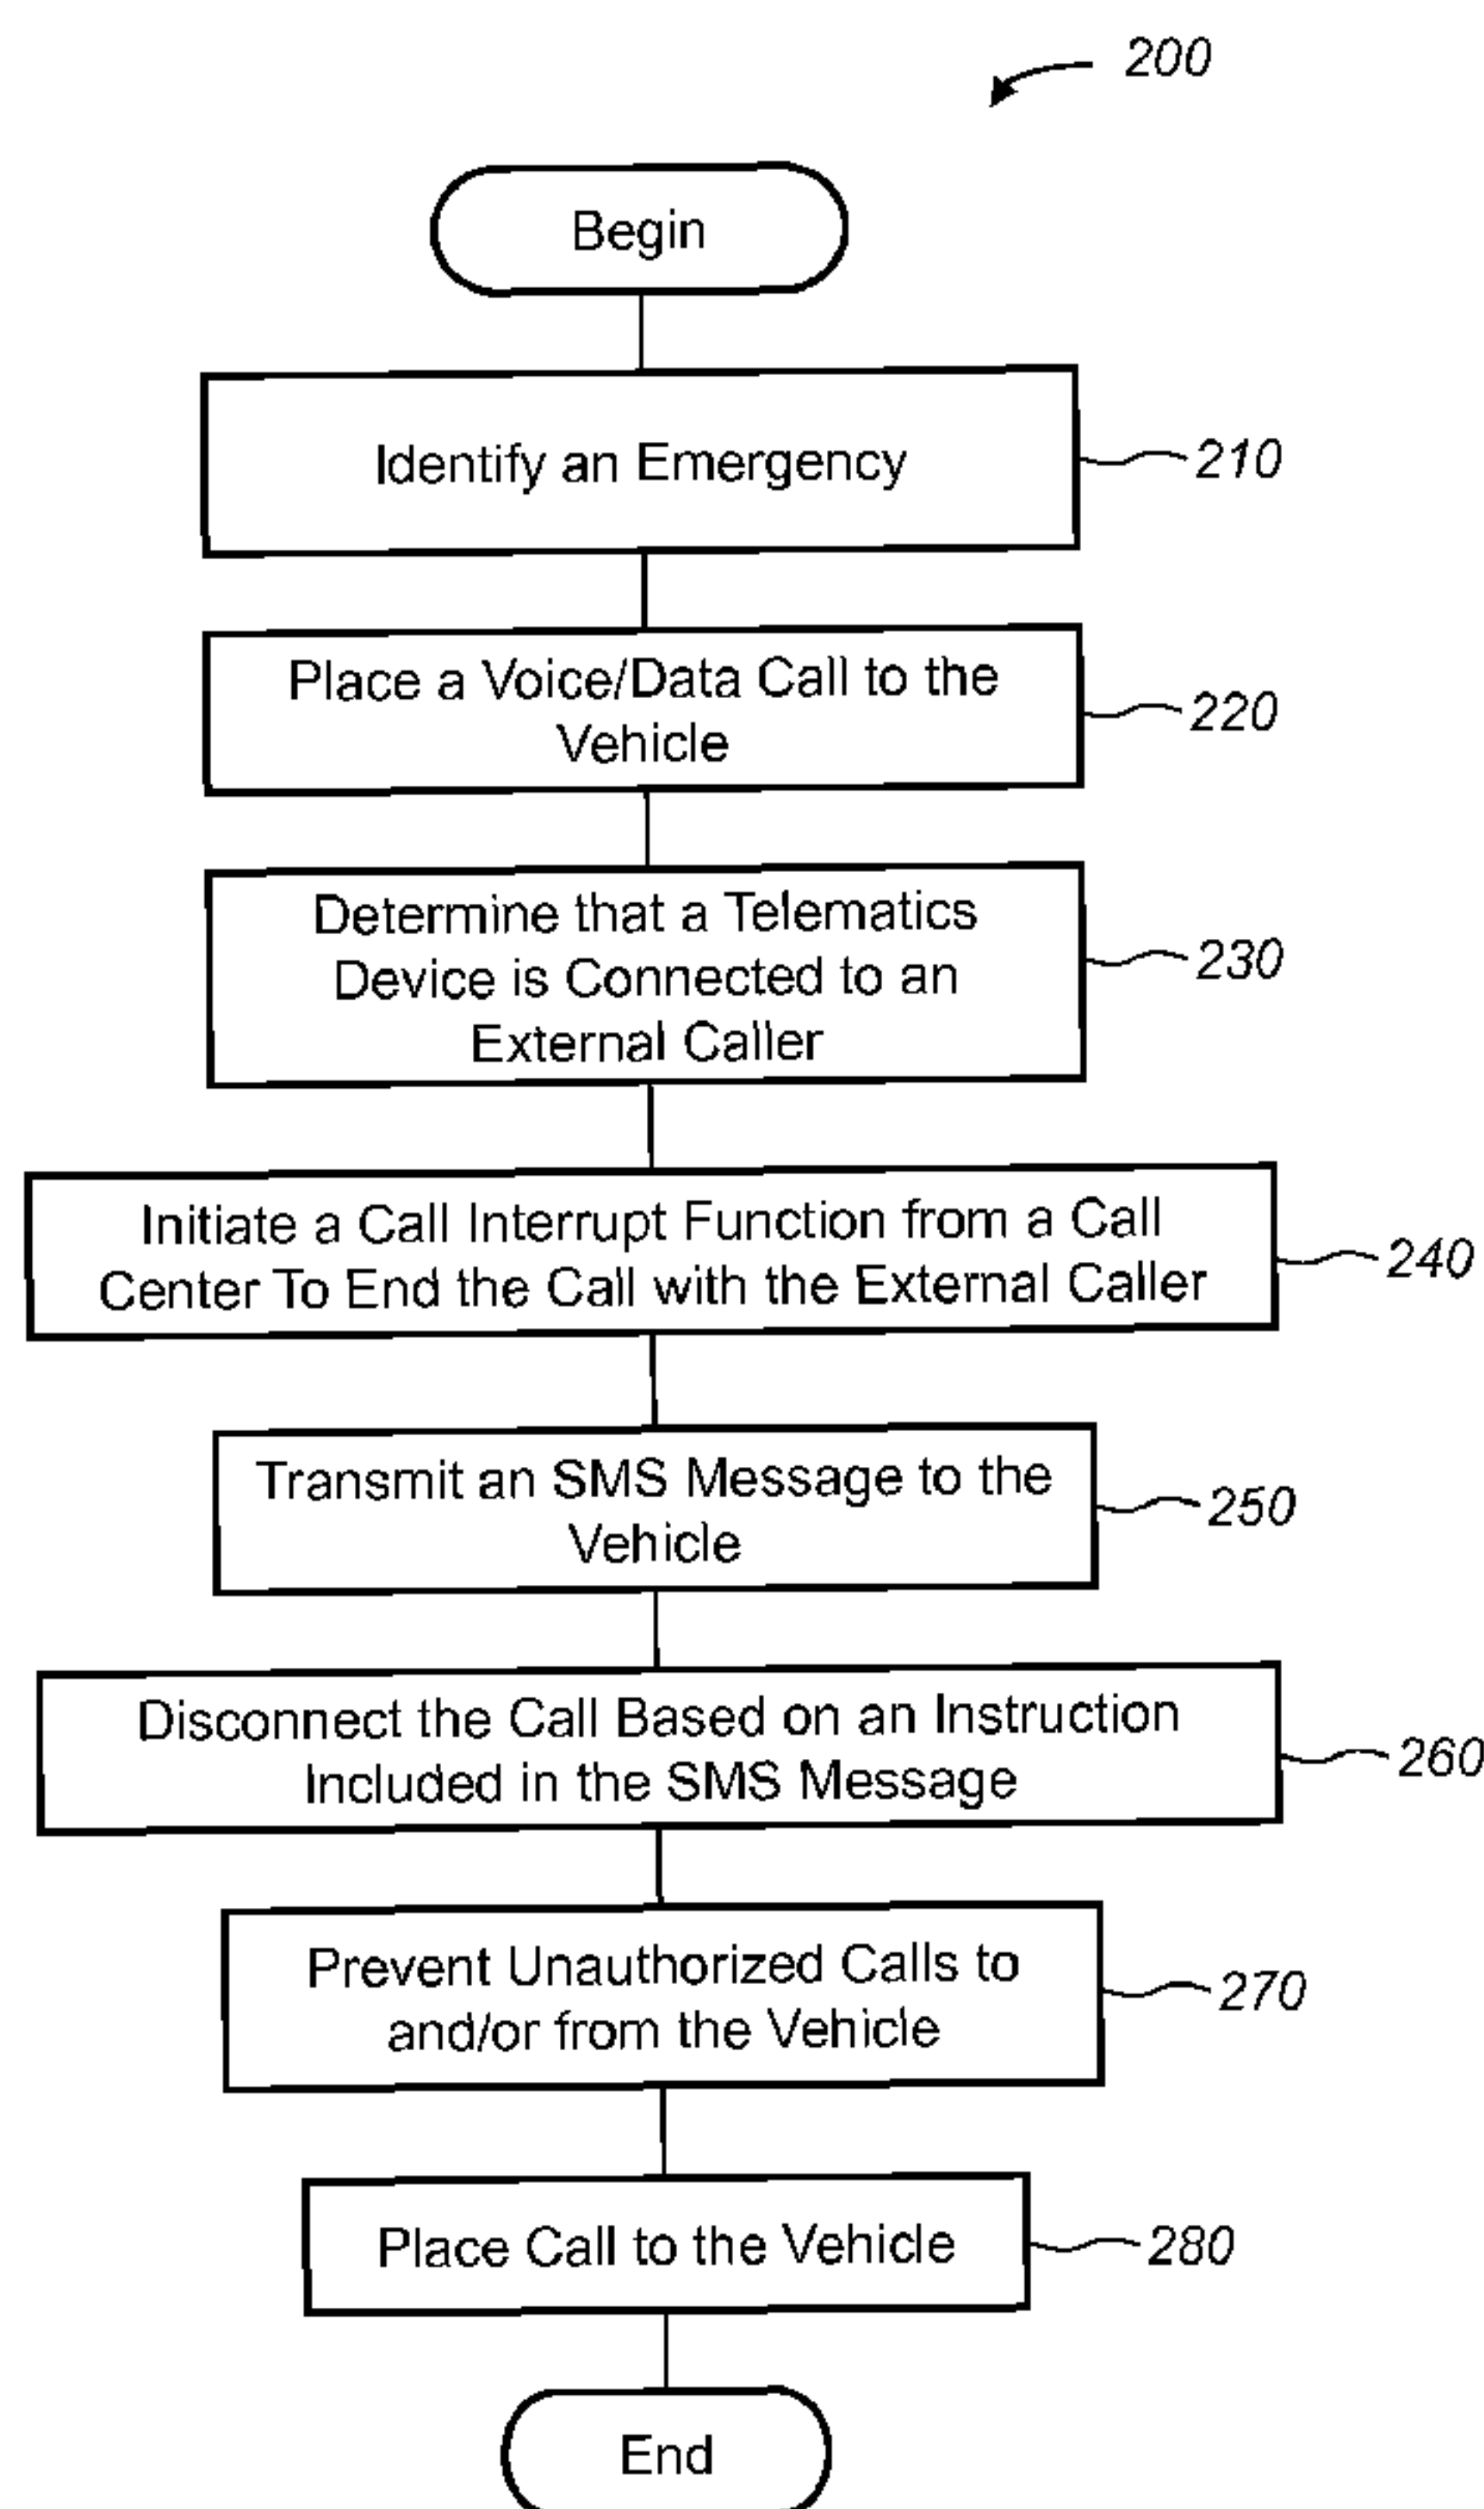 200
Begin
Identify an Emergency
210
Place a Voice/Data Call to the
Vehicle
220
Determine that a Telematics
Device is Connected to an
External Caller
230
Initiate a Call Interrupt Function from a Call
Center To End the Call with the External Caller
240
Transmit an SMS Message to the
Vehicle
250
Disconnect the Call Based on an Instruction
Included in the SMS Message
260
Prevent Unauthorized Calls to
and/or from the Vehicle
270
Place Call to the Vehicle
280
End